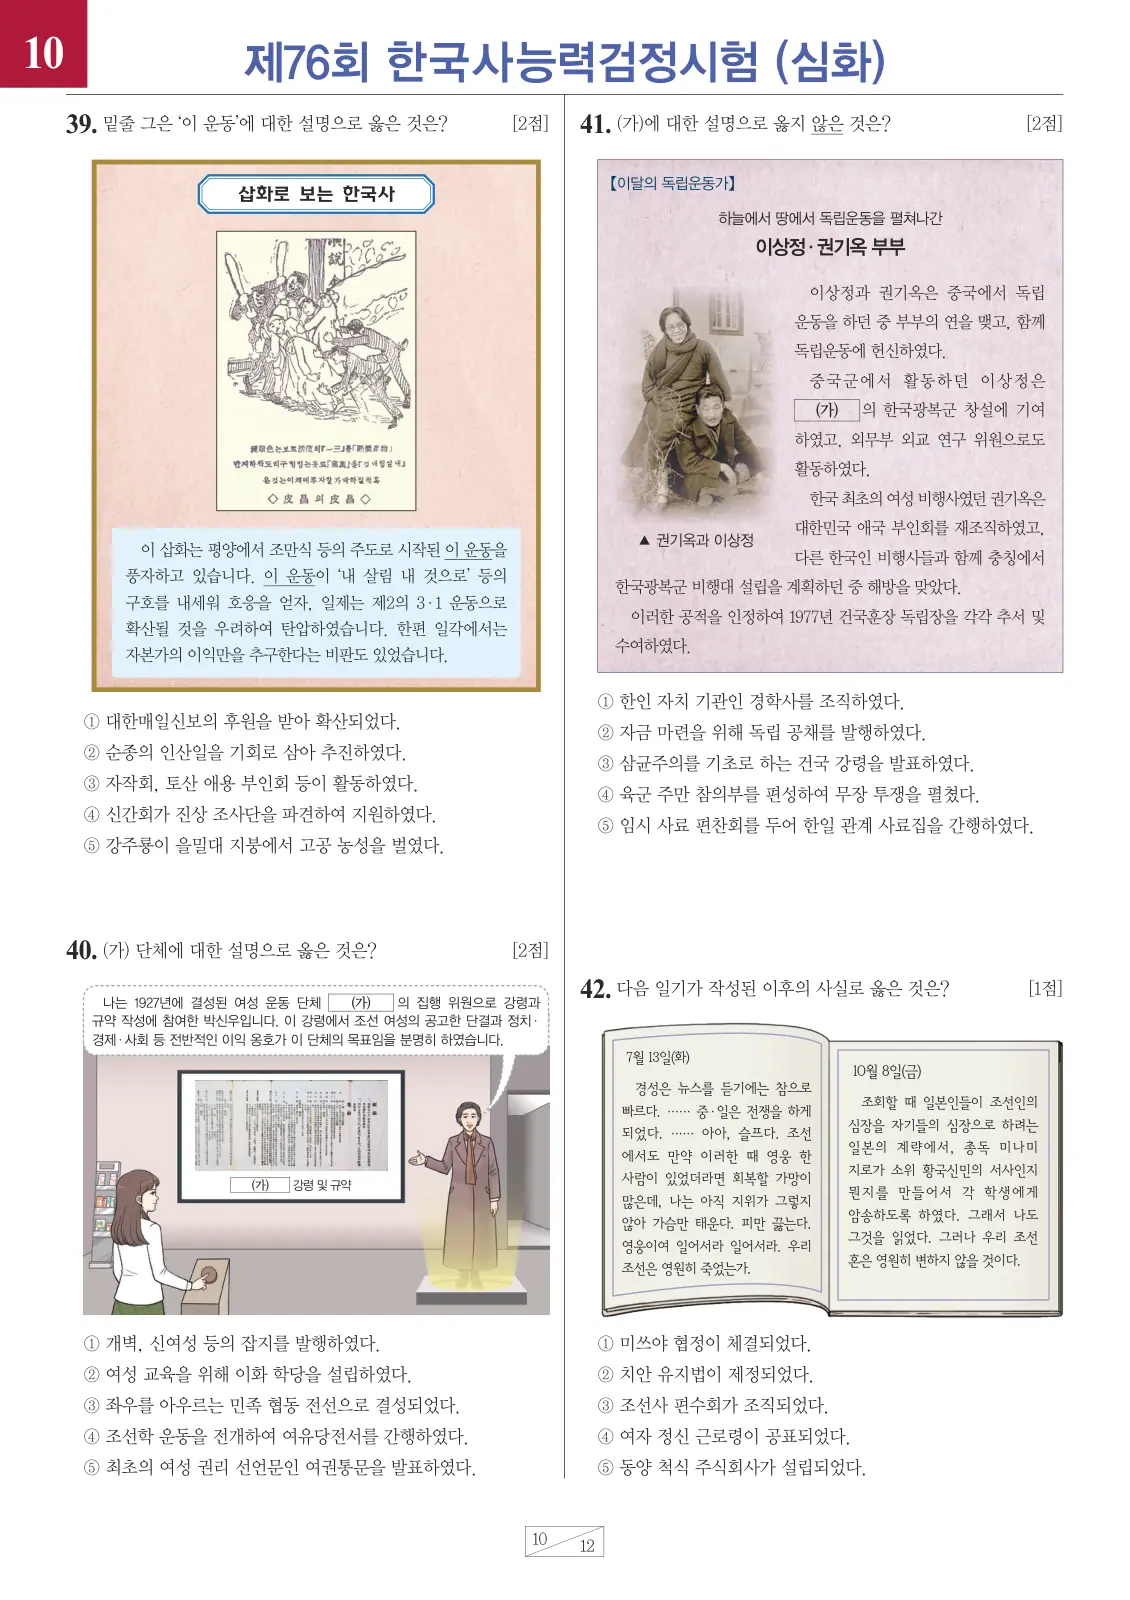 10
제76회 한국사능력검정시험 (심화)
39. 밑줄 그은 ‘이 운동’에 대한 설명으로 옳은 것은? [2점]
삽화로 보는 한국사
◇ 皮昌의皮昌 ◇
이 삽화는 평양에서 조만식 등의 주도로 시작된 이 운동을
풍자하고 있습니다. 이 운동이 ‘내 살림 내 것으로’ 등의
구호를 내세워 호응을 얻자, 일제는 제2의 3·1 운동으로
확산될 것을 우려하여 탄압하였습니다. 한편 일각에서는
자본가의 이익만을 추구한다는 비판도 있었습니다.
① 대한매일신보의 후원을 받아 확산되었다.
② 순종의 인산일을 기회로 삼아 추진하였다.
③ 자작회, 토산 애용 부인회 등이 활동하였다.
④ 신간회가 진상 조사단을 파견하여 지원하였다.
⑤ 강주룡이 을밀대 지붕에서 고공 농성을 벌였다.
40. (가) 단체에 대한 설명으로 옳은 것은? [2점]
나는 1927년에 결성된 여성 운동 단체 (가) 의 집행 위원으로 강령과
규약 작성에 참여한 박신우입니다. 이 강령에서 조선 여성의 공고한 단결과 정치·
경제·사회 등 전반적인 이익 옹호가 이 단체의 목표임을 분명히 하였습니다.
(가) 강령 및 규약
① 개벽, 신여성 등의 잡지를 발행하였다.
② 여성 교육을 위해 이화 학당을 설립하였다.
③ 좌우를 아우르는 민족 협동 전선으로 결성되었다.
④ 조선학 운동을 전개하여 여유당전서를 간행하였다.
⑤ 최초의 여성 권리 선언문인 여권통문을 발표하였다.
41. (가)에 대한 설명으로 옳지 않은 것은? [2점]
【이달의 독립운동가】
하늘에서 땅에서 독립운동을 펼쳐나간
이상정·권기옥 부부
이상정과 권기옥은 중국에서 독립
운동을 하던 중 부부의 연을 맺고, 함께
독립운동에 헌신하였다.
중국군에서 활동하던 이상정은
(가) 의 한국광복군 창설에 기여
하였고, 외무부 외교 연구 위원으로도
활동하였다.
한국 최초의 여성 비행사였던 권기옥은
대한민국 애국 부인회를 재조직하였고,
다른 한국인 비행사들과 함께 충칭에서
한국광복군 비행대 설립을 계획하던 중 해방을 맞았다.
이러한 공적을 인정하여 1977년 건국훈장 독립장을 각각 추서 및
수여하였다.
▲ 권기옥과 이상정
① 한인 자치 기관인 경학사를 조직하였다.
② 자금 마련을 위해 독립 공채를 발행하였다.
③ 삼균주의를 기초로 하는 건국 강령을 발표하였다.
④ 육군 주만 참의부를 편성하여 무장 투쟁을 펼쳤다.
⑤ 임시 사료 편찬회를 두어 한일 관계 사료집을 간행하였다.
42. 다음 일기가 작성된 이후의 사실로 옳은 것은? [1점]
7월 13일(화)
경성은 뉴스를 듣기에는 참으로
빠르다. …… 중·일은 전쟁을 하게
되었다. …… 아아, 슬프다. 조선
에서도 만약 이러한 때 영웅 한
사람이 있었더라면 회복할 가망이
많은데, 나는 아직 지위가 그렇지
않아 가슴만 태운다. 피만 끓는다.
영웅이여 일어서라 일어서라. 우리
조선은 영원히 죽었는가.
10월 8일(금)
조회할 때 일본인들이 조선인의
심장을 자기들의 심장으로 하려는
일본의 계략에서, 총독 미나미
지로가 소위 황국신민의 서사인지
뭔지를 만들어서 각 학생에게
암송하도록 하였다. 그래서 나도
그것을 읽었다. 그러나 우리 조선
혼은 영원히 변하지 않을 것이다.
① 미쓰야 협정이 체결되었다.
② 치안 유지법이 제정되었다.
③ 조선사 편수회가 조직되었다.
④ 여자 정신 근로령이 공표되었다.
⑤ 동양 척식 주식회사가 설립되었다.
10
12